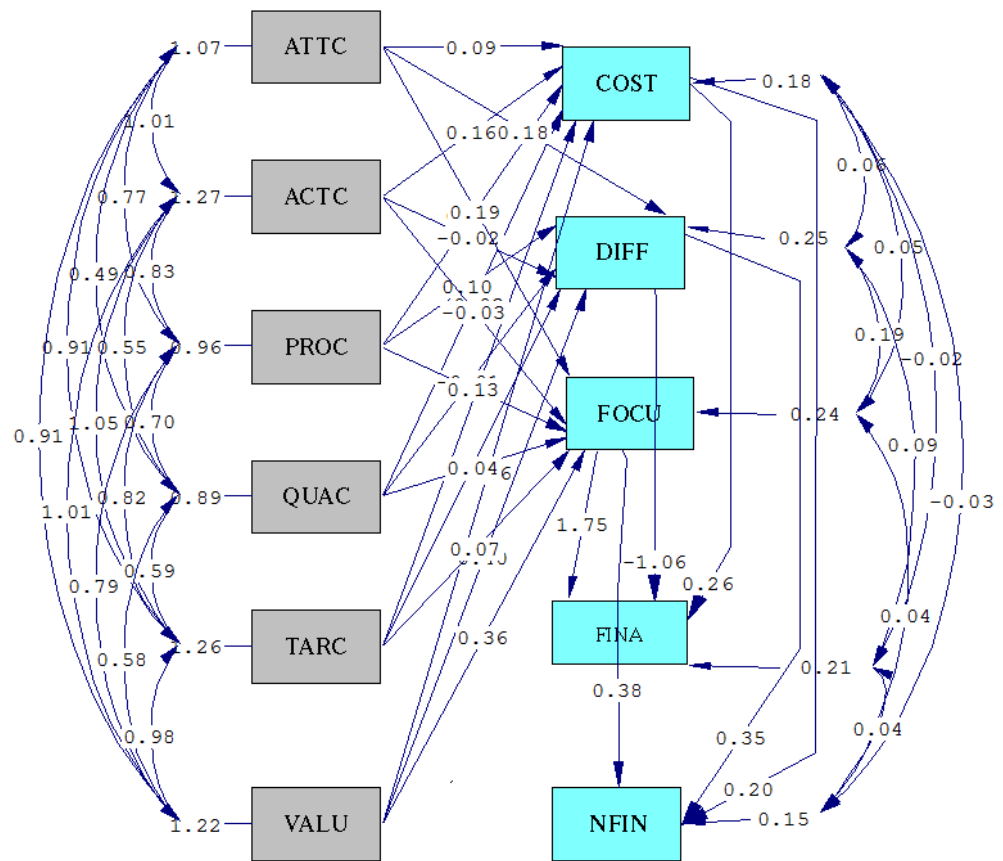 1.07 ATTC 0.09 COST 0.18
1.01 0.16 0.18 0.06
0.77 1.27 ACTC 0.19 -0.02 DIFF 0.25 0.05
0.49 0.83 0.10 -0.03
0.91 0.55 0.96 PROC 0.19 -0.02
0.13
1.05 0.70 FOCU 0.24
0.91 0.09
0.82 0.89 QUAC 0.04 -0.03
1.01 1.75
0.59 0.07 -1.06 0.26
0.79 0.04
0.58 1.26 TARC 0.36 FINA 0.21
0.38
0.98 0.35 0.04
0.20
1.22 VALU NFIN 0.15